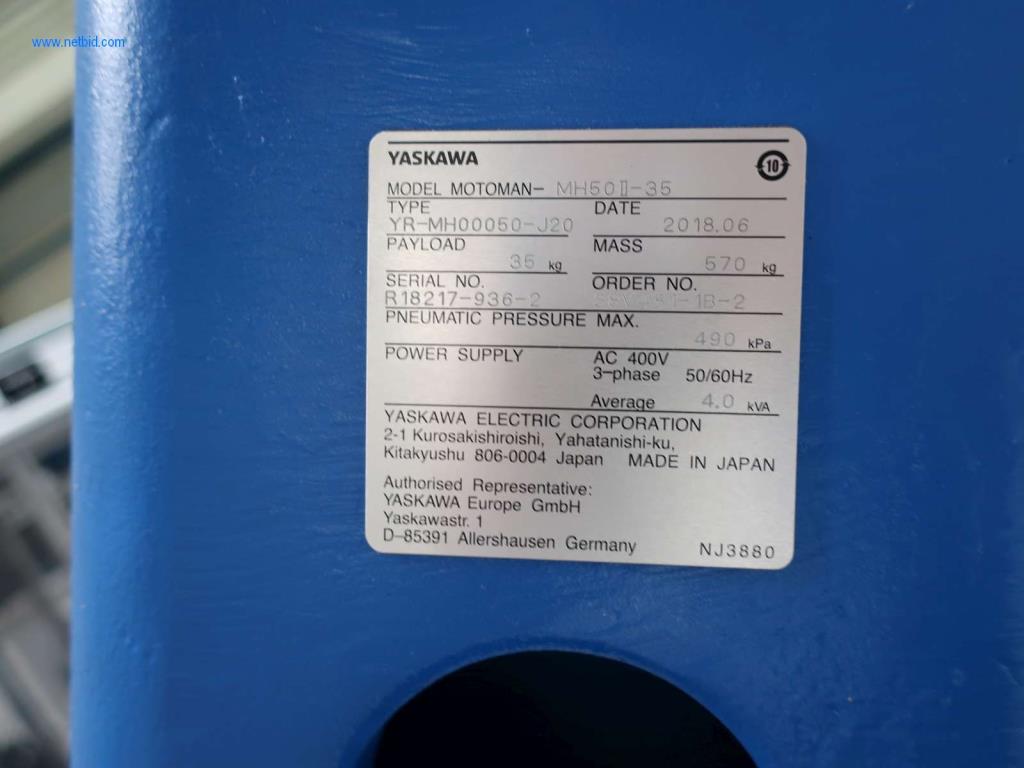 www.netbid.com
YASKAWA
10
MODEL MOTOMAN- MH50Ⅱ-35
TYPE DATE
YR-MH00050-J20 2018.06
PAYLOAD MASS
35 kg 570 kg
SERIAL NO. ORDER NO.
R18217-936-2
PNEUMATIC PRESSURE MAX.
490 kPa
POWER SUPPLY AC 400V
3-phase 50/60Hz
Average 4.0 kVA
YASKAWA ELECTRIC CORPORATION
2-1 Kurosakishiroishi, Yahatanishi-ku,
Kitakyushu 806-0004 Japan MADE IN JAPAN
Authorised Representative:
YASKAWA Europe GmbH
Yaskawastr. 1
D-85391 Allershausen Germany NJ3880